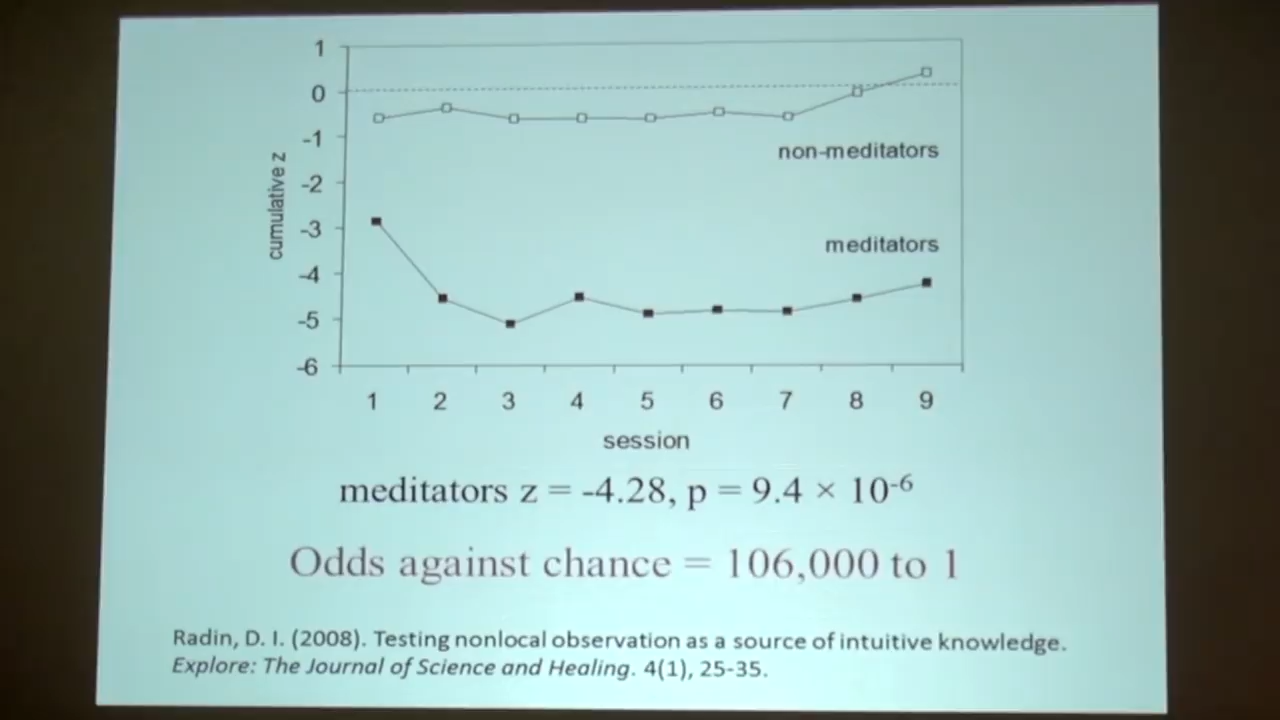 1
0
-1
-2
-3
-4
-5
-6
cumulative z
non-meditators
meditators
1 2 3 4 5 6 7 8 9
session
meditators z = -4.28, p = 9.4 × 10⁻⁶
Odds against chance = 106,000 to 1
Radin, D. I. (2008). Testing nonlocal observation as a source of intuitive knowledge.
Explore: The Journal of Science and Healing. 4(1), 25-35.